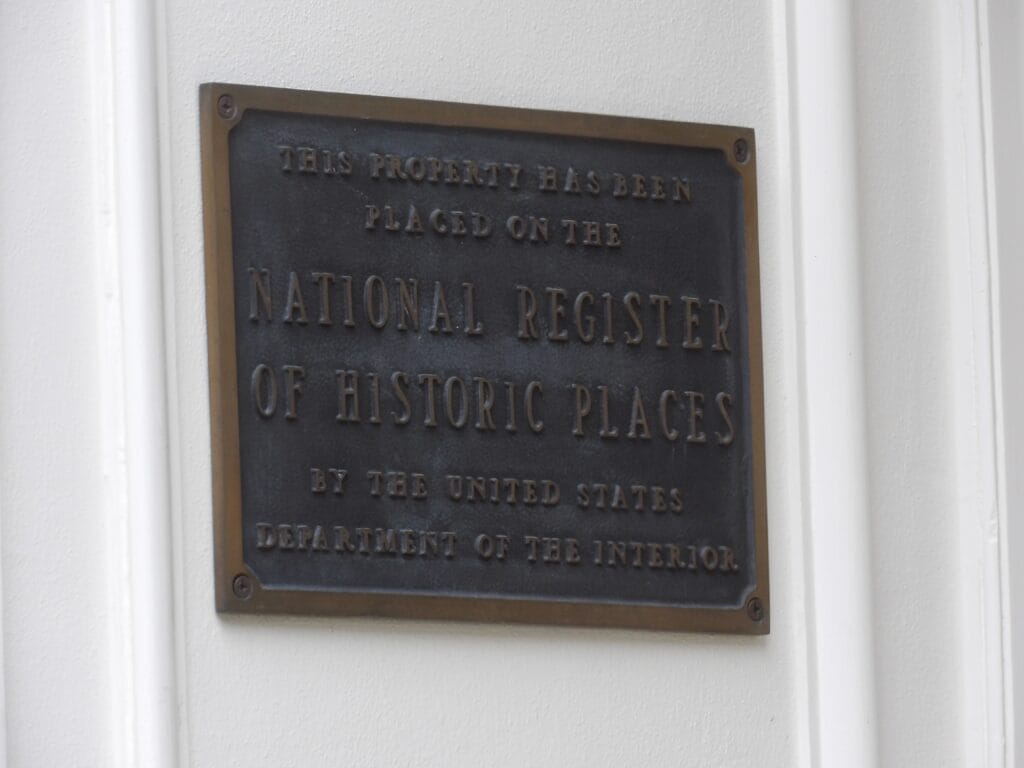 THIS PROPERTY HAS BEEN
PLACED ON THE
NATIONAL REGISTER
OF HISTORIC PLACES
BY THE UNITED STATES
DEPARTMENT OF THE INTERIOR